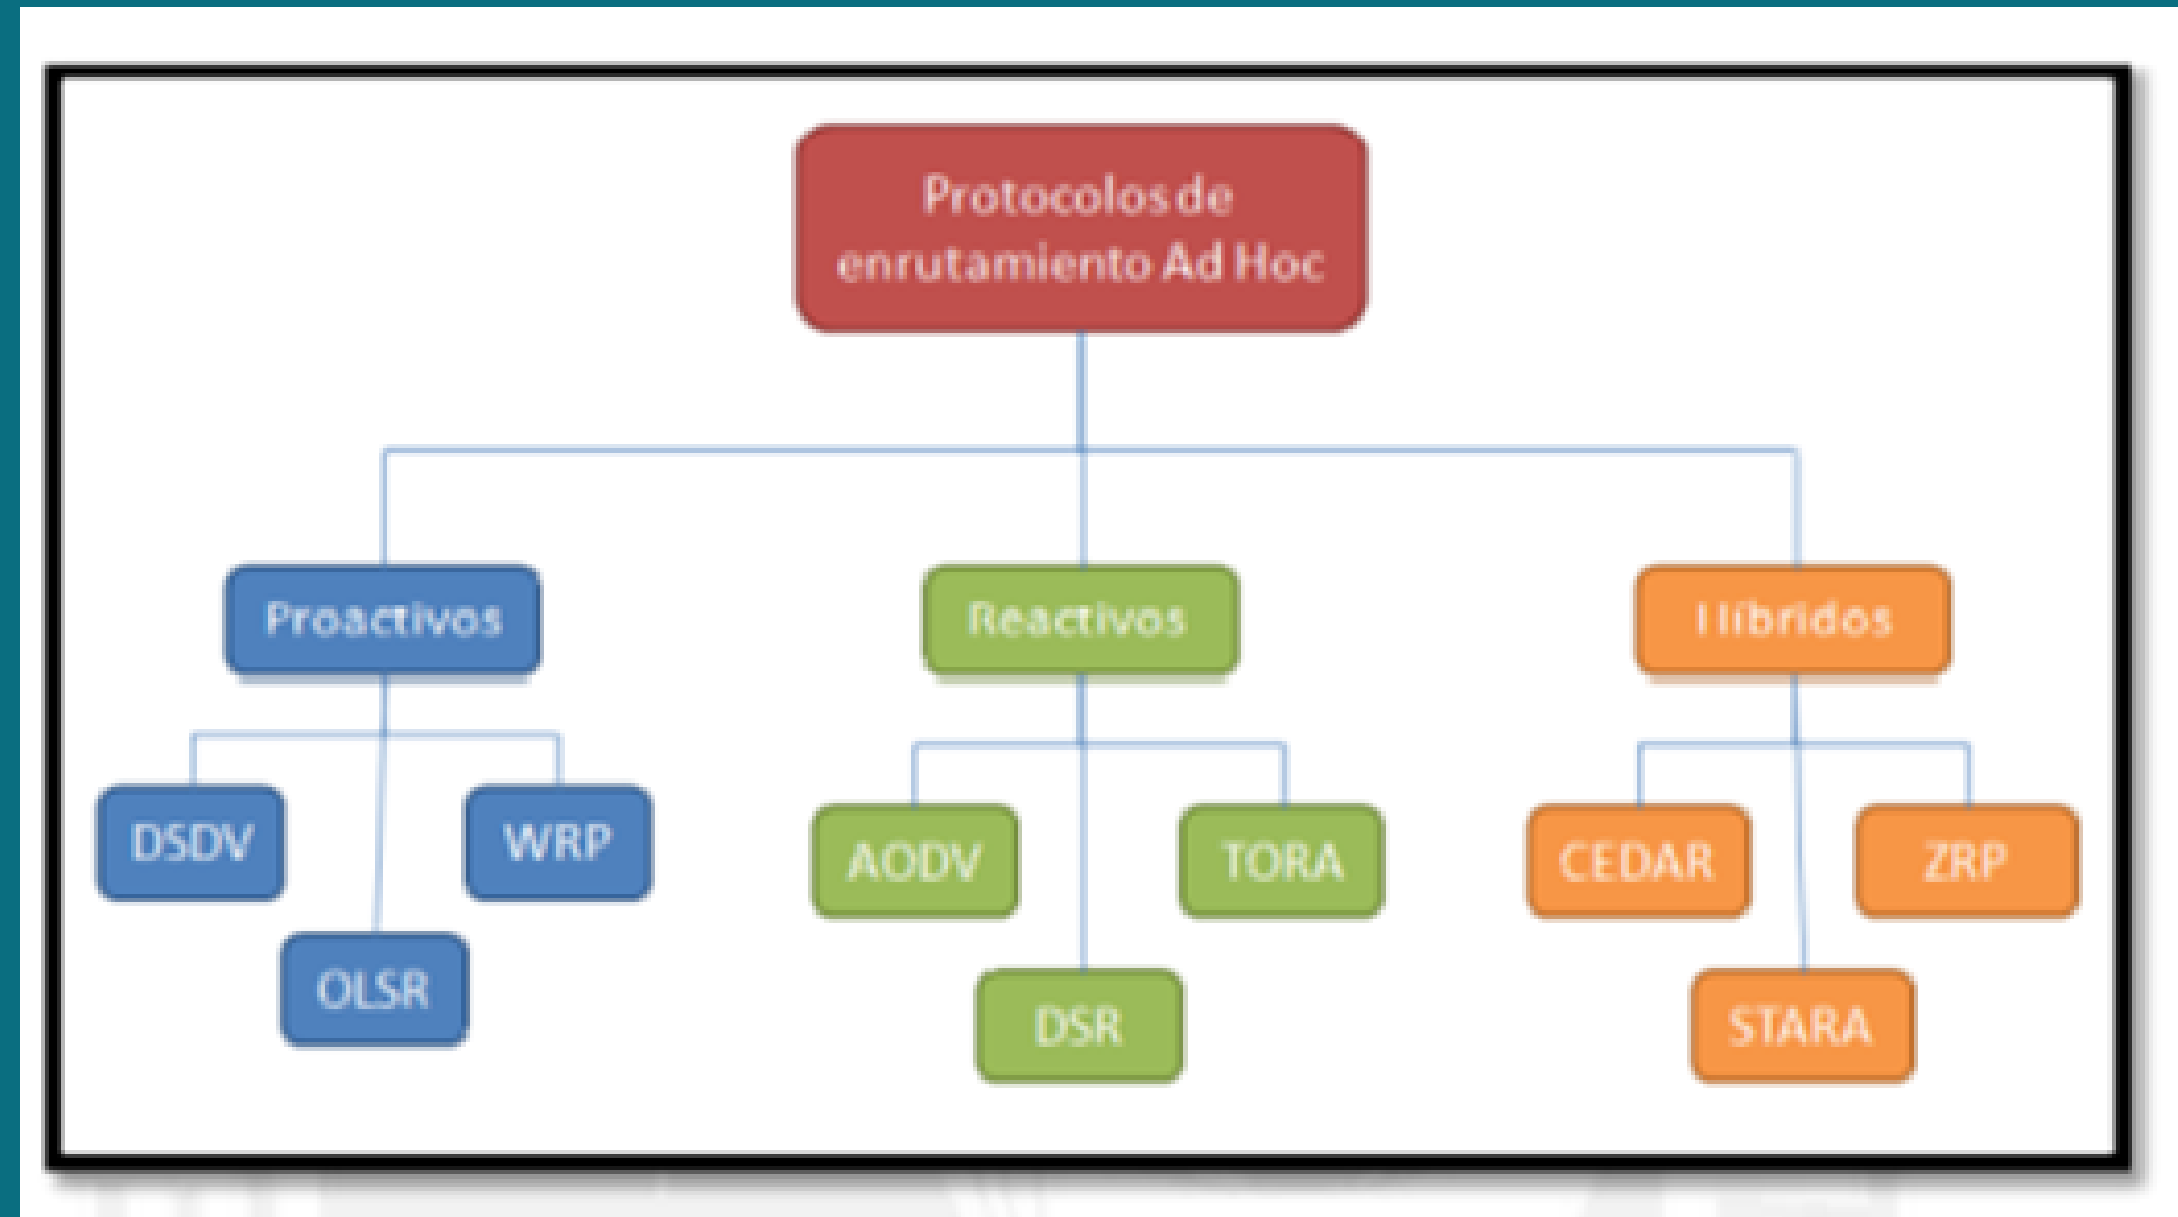 Protocolos de
enrutamiento Ad Hoc
Proactivos
Reactivos
Híbridos
DSDV
WRP
AODV
TORA
CEDAR
ZRP
OLSR
DSR
STARA